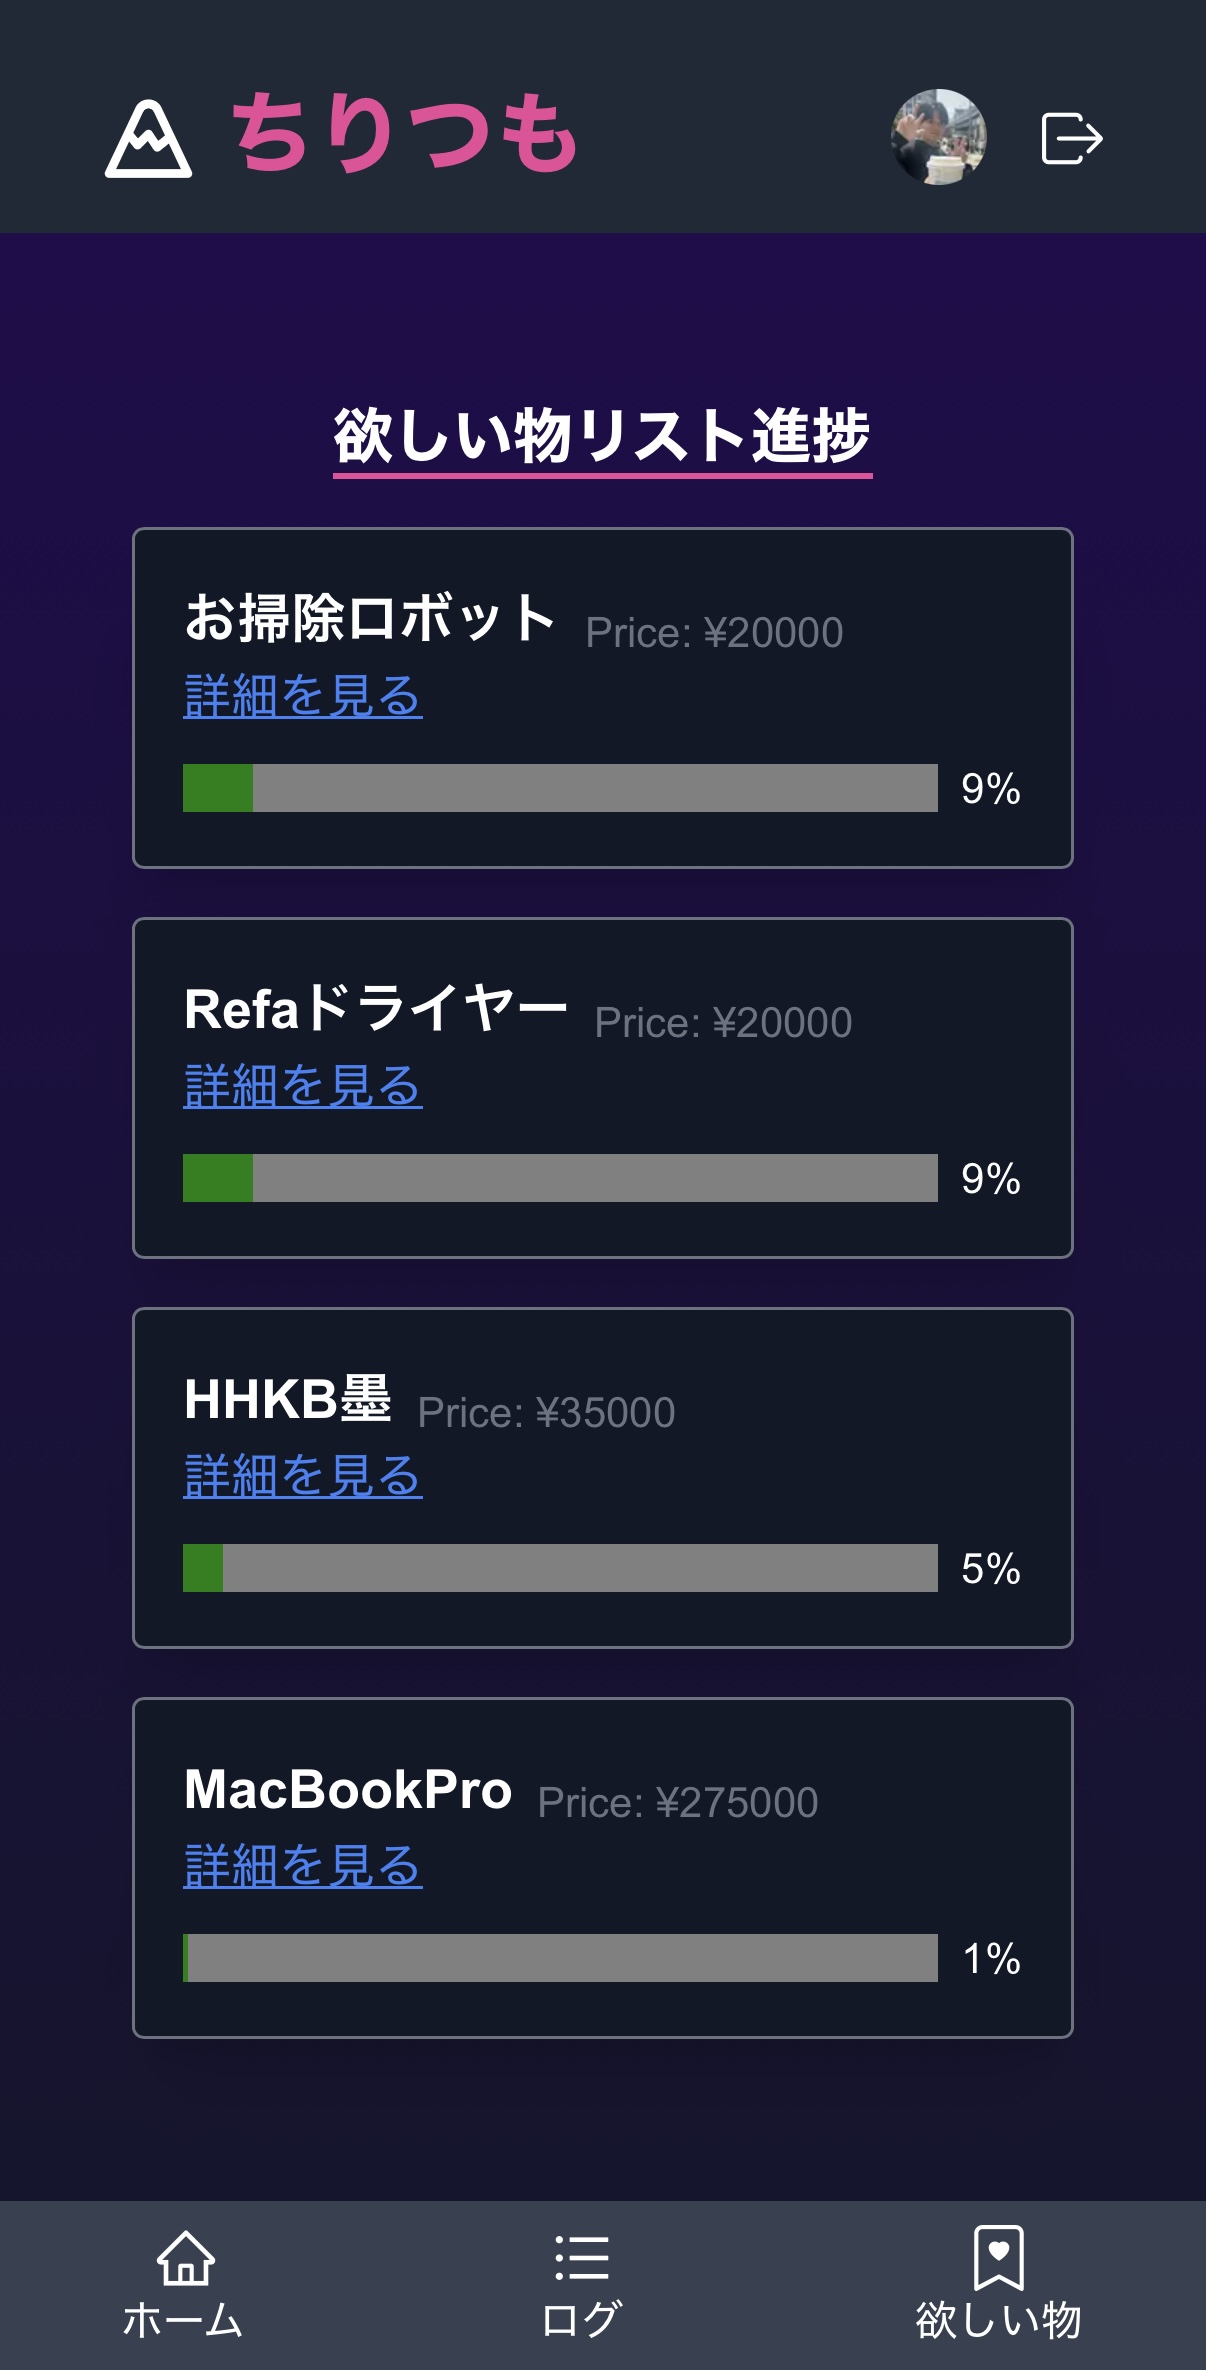 ちりつも
欲しい物リスト進捗
お掃除ロボット Price: ¥20000
詳細を見る
9%
Refaドライヤー Price: ¥20000
詳細を見る
9%
HHKB墨 Price: ¥35000
詳細を見る
5%
MacBookPro Price: ¥275000
詳細を見る
1%
ホーム ログ 欲しい物